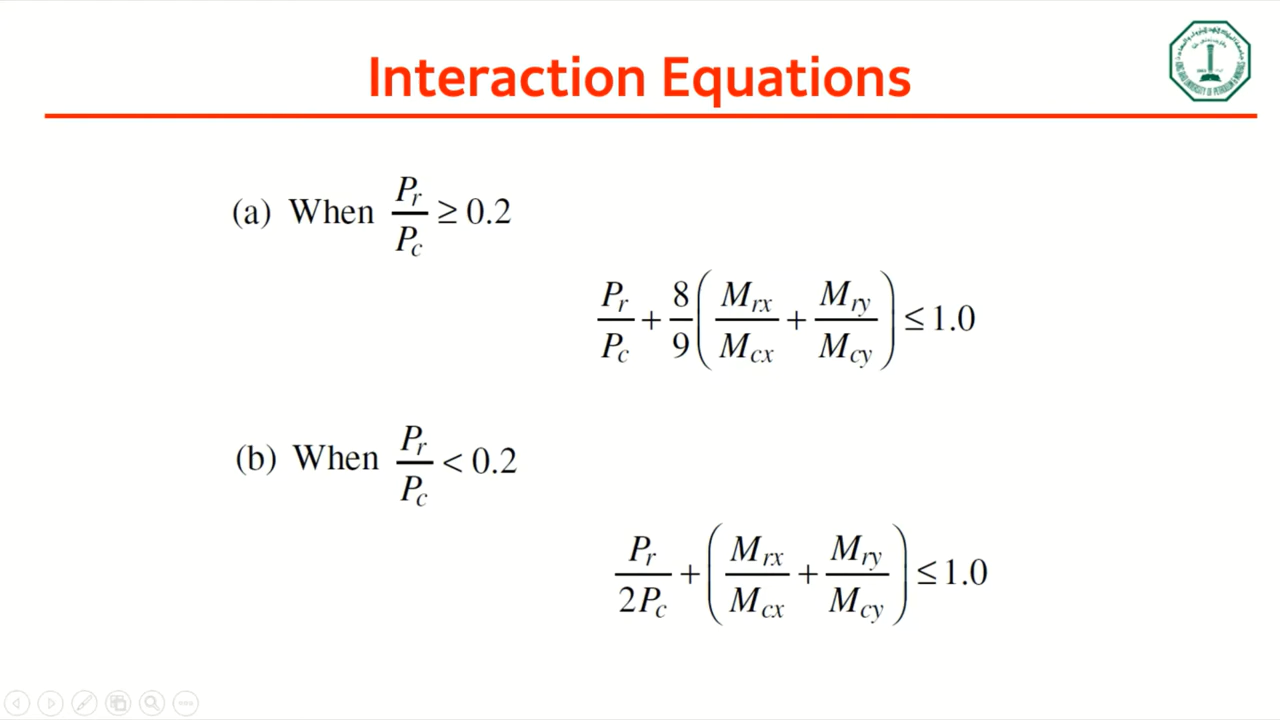 Interaction Equations
(a) When P_r/P_c ≥ 0.2
P_r/P_c + 8/9 (M_rx/M_cx + M_ry/M_cy) ≤ 1.0
(b) When P_r/P_c < 0.2
P_r/2P_c + (M_rx/M_cx + M_ry/M_cy) ≤ 1.0